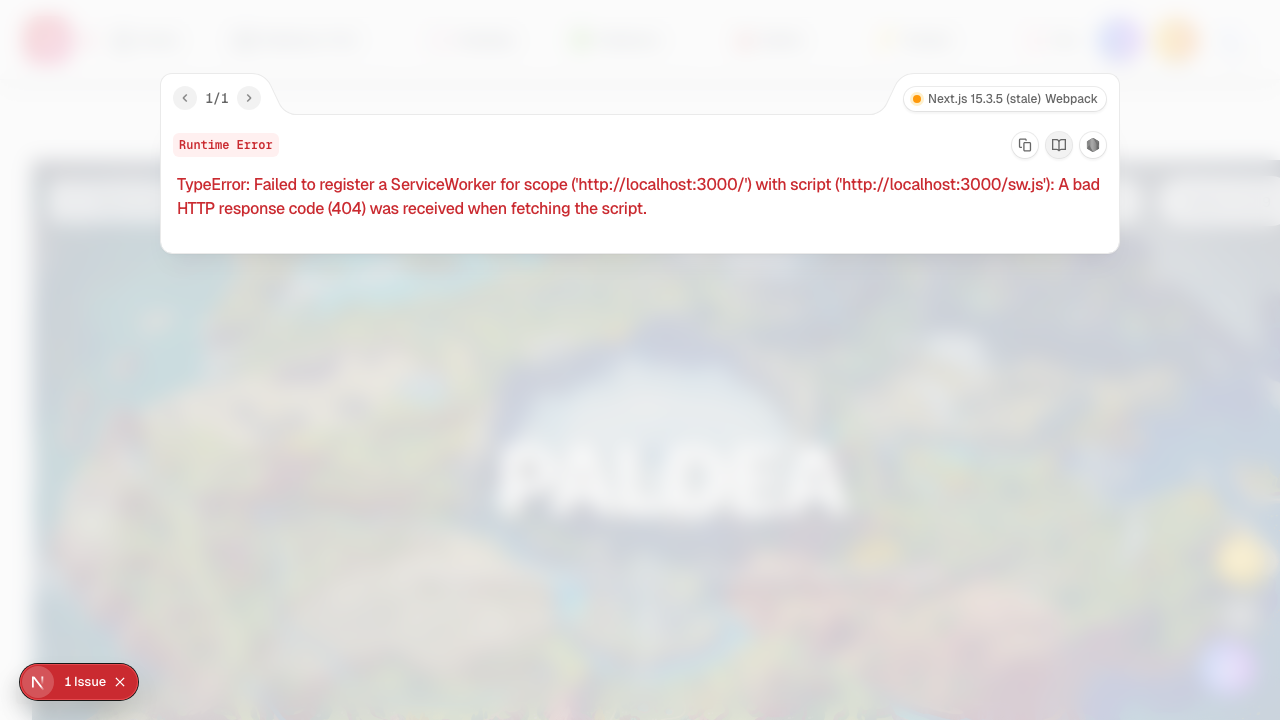 1/1
Next.js 15.3.5 (stale) Webpack
Runtime Error
TypeError: Failed to register a ServiceWorker for scope ('http://localhost:3000/') with script ('http://localhost:3000/sw.js'): A bad
HTTP response code (404) was received when fetching the script.
PALDEA
1 Issue